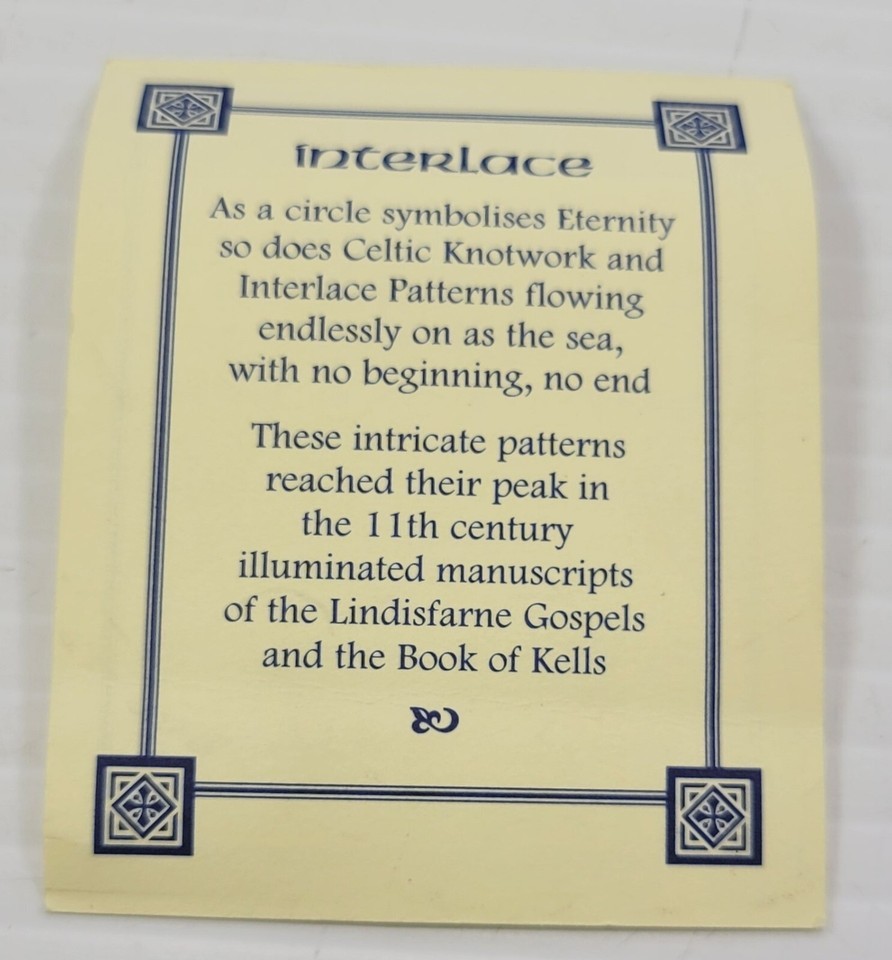 interlace
As a circle symbolises Eternity
so does Celtic Knotwork and
Interlace Patterns flowing
endlessly on as the sea,
with no beginning, no end
These intricate patterns
reached their peak in
the 11th century
illuminated manuscripts
of the Lindisfarne Gospels
and the Book of Kells